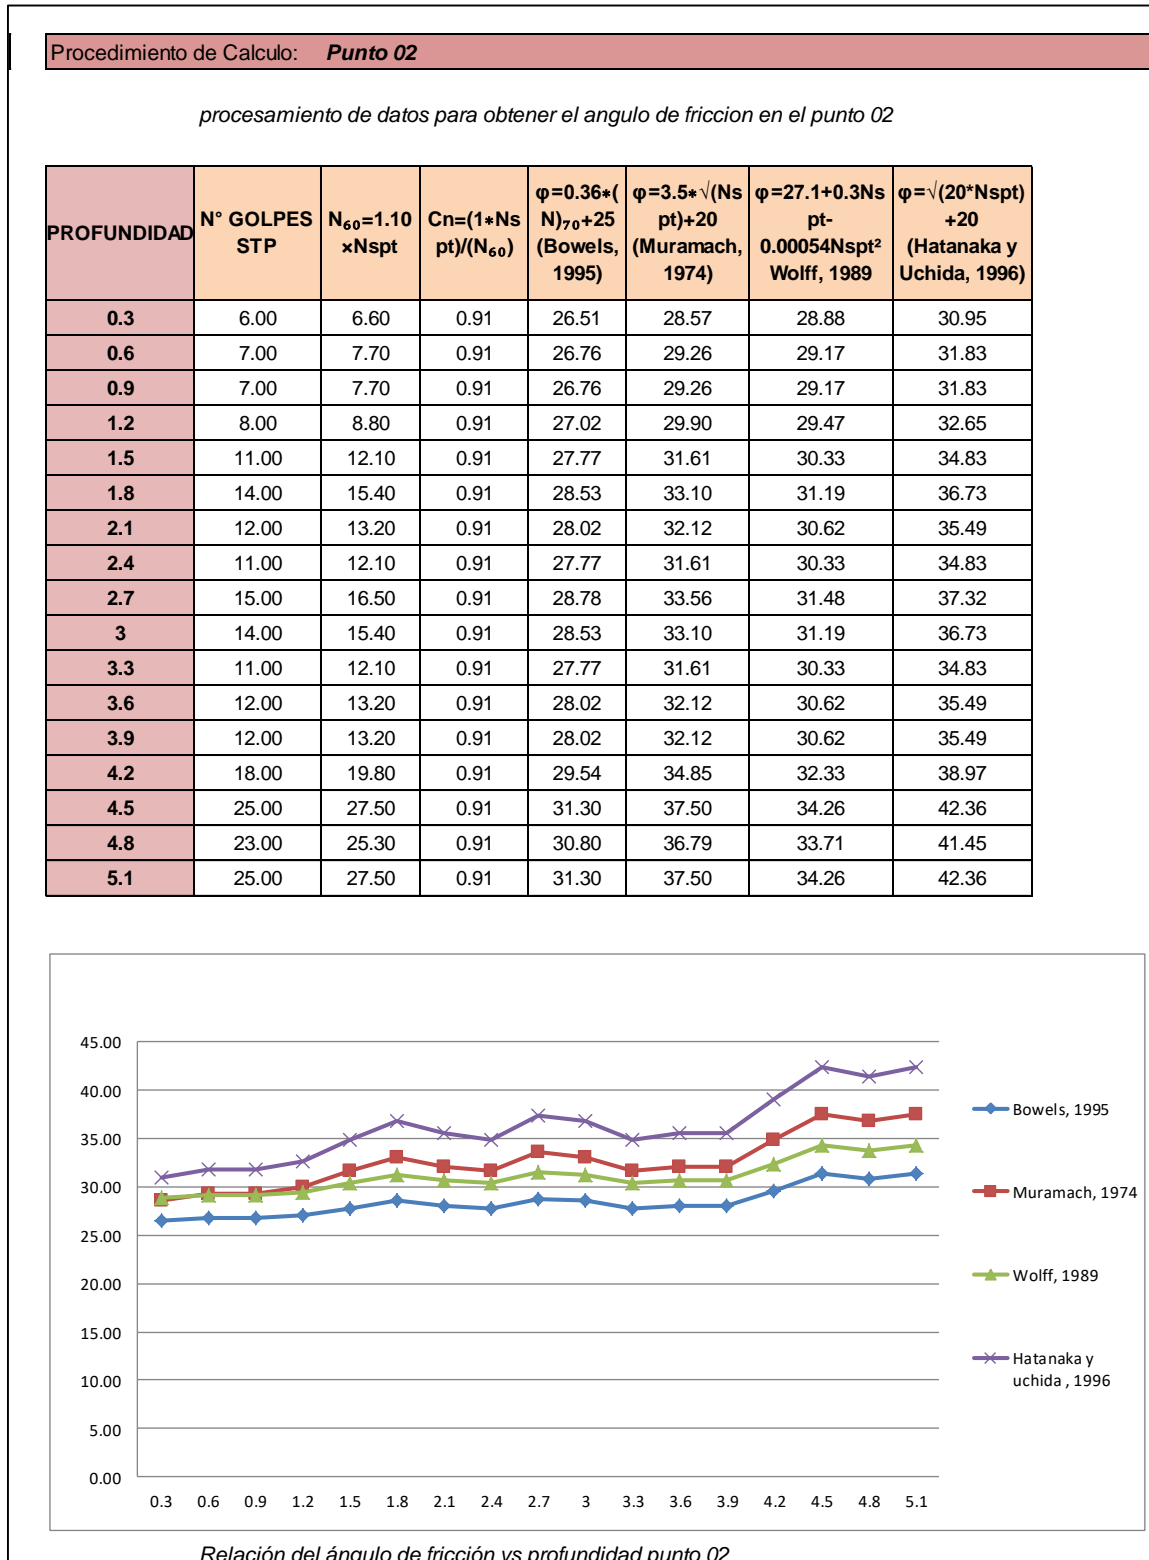 Procedimiento de Calculo: Punto 02
procesamiento de datos para obtener el angulo de friccion en el punto 02
PROFUNDIDAD
N° GOLPES
STP
N₆₀=1.10
×Nspt
Cn=(1*Ns
pt)/(N₆₀)
φ=0.36*(
N)₇₀+25
(Bowels,
1995)
φ=3.5*√(Ns
pt)+20
(Muramach,
1974)
φ=27.1+0.3Ns
pt-
0.00054Nspt²
Wolff, 1989
φ=√(20*Nspt)
+20
(Hatanaka y
Uchida, 1996)
0.3 6.00 6.60 0.91 26.51 28.57 28.88 30.95
0.6 7.00 7.70 0.91 26.76 29.26 29.17 31.83
0.9 7.00 7.70 0.91 26.76 29.26 29.17 31.83
1.2 8.00 8.80 0.91 27.02 29.90 29.47 32.65
1.5 11.00 12.10 0.91 27.77 31.61 30.33 34.83
1.8 14.00 15.40 0.91 28.53 33.10 31.19 36.73
2.1 12.00 13.20 0.91 28.02 32.12 30.62 35.49
2.4 11.00 12.10 0.91 27.77 31.61 30.33 34.83
2.7 15.00 16.50 0.91 28.78 33.56 31.48 37.32
3 14.00 15.40 0.91 28.53 33.10 31.19 36.73
3.3 11.00 12.10 0.91 27.77 31.61 30.33 34.83
3.6 12.00 13.20 0.91 28.02 32.12 30.62 35.49
3.9 12.00 13.20 0.91 28.02 32.12 30.62 35.49
4.2 18.00 19.80 0.91 29.54 34.85 32.33 38.97
4.5 25.00 27.50 0.91 31.30 37.50 34.26 42.36
4.8 23.00 25.30 0.91 30.80 36.79 33.71 41.45
5.1 25.00 27.50 0.91 31.30 37.50 34.26 42.36
45.00
40.00
35.00
30.00
25.00
20.00
15.00
10.00
5.00
0.00
0.3 0.6 0.9 1.2 1.5 1.8 2.1 2.4 2.7 3 3.3 3.6 3.9 4.2 4.5 4.8 5.1
Bowels, 1995
Muramach, 1974
Wolff, 1989
Hatanaka y
uchida , 1996
Relación del ángulo de fricción vs profundidad punto 02